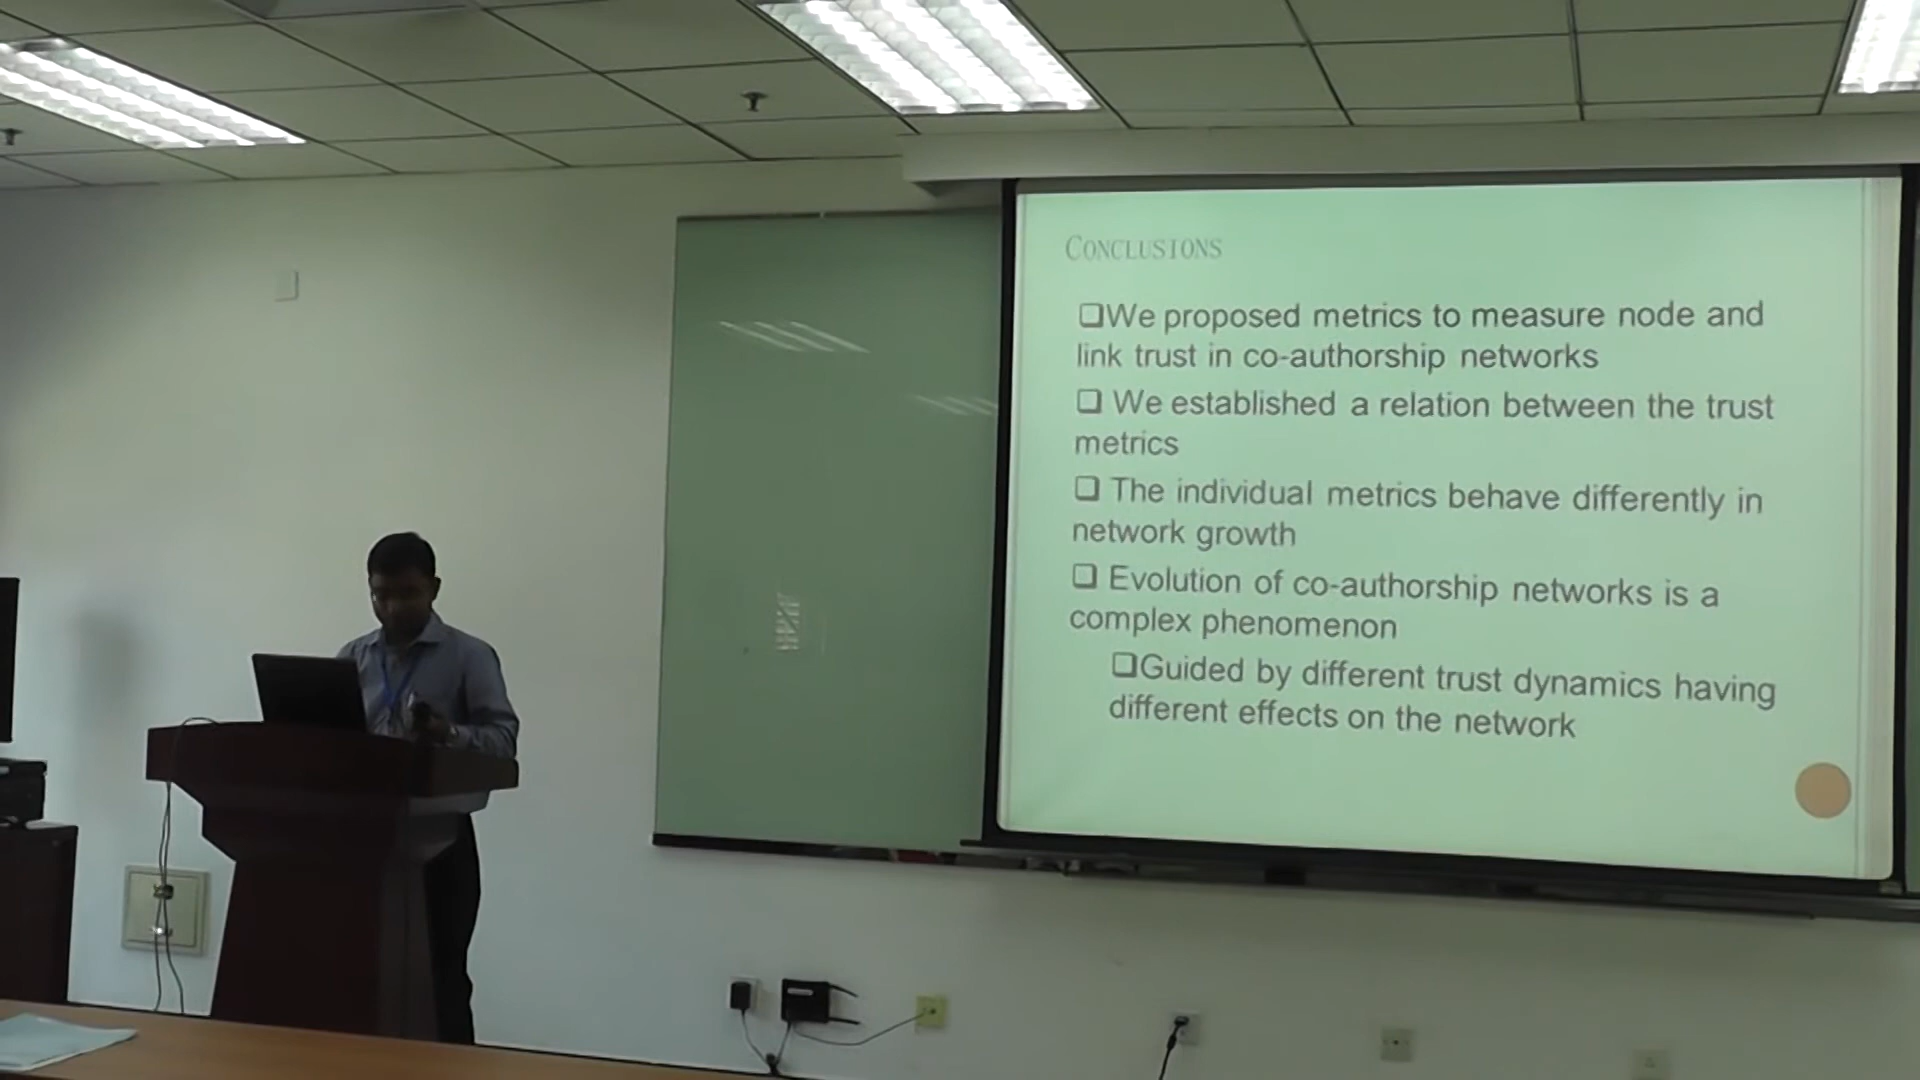 CONCLUSIONS
❑We proposed metrics to measure node and
link trust in co-authorship networks
❑ We established a relation between the trust
metrics
❑ The individual metrics behave differently in
network growth
❑ Evolution of co-authorship networks is a
complex phenomenon
❑Guided by different trust dynamics having
different effects on the network